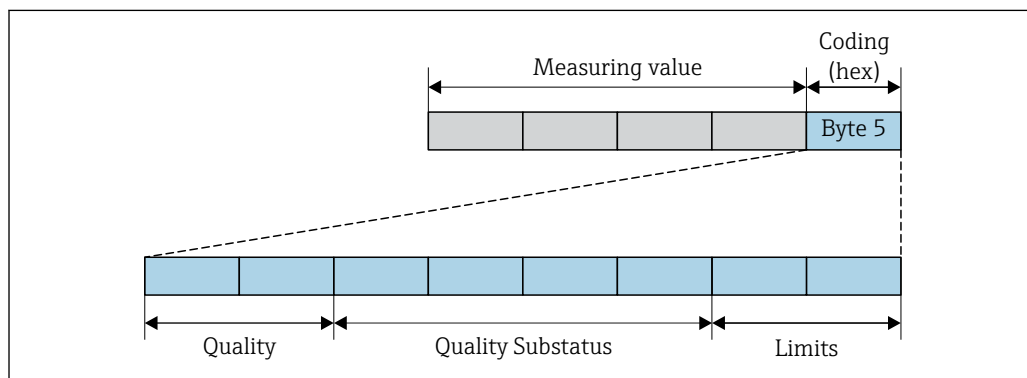 Coding
(hex)
Measuring value
Byte 5
Quality
Quality Substatus
Limits